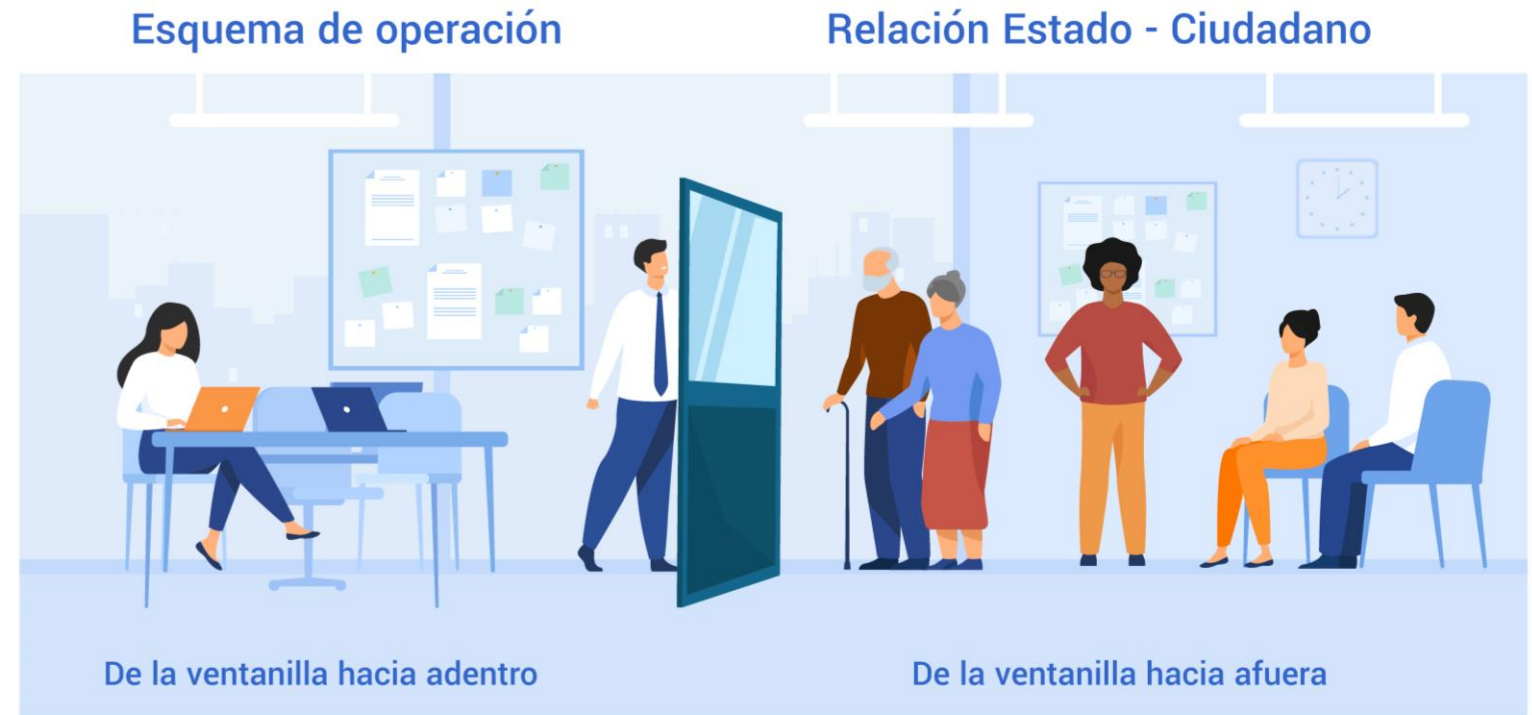 Esquema de operación
Relación Estado - Ciudadano
De la ventanilla hacia adentro
De la ventanilla hacia afuera